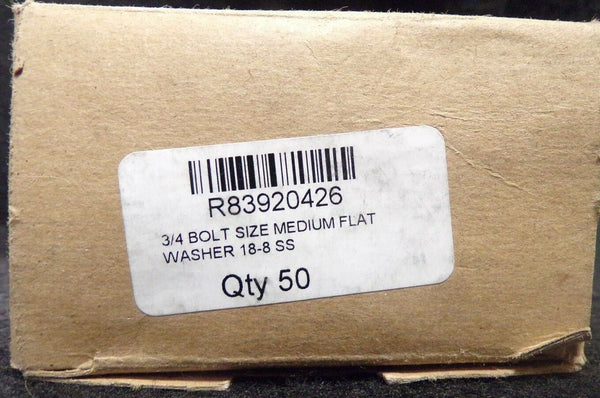 R83920426
3/4 BOLT SIZE MEDIUM FLAT
WASHER 18-8 SS
Qty 50